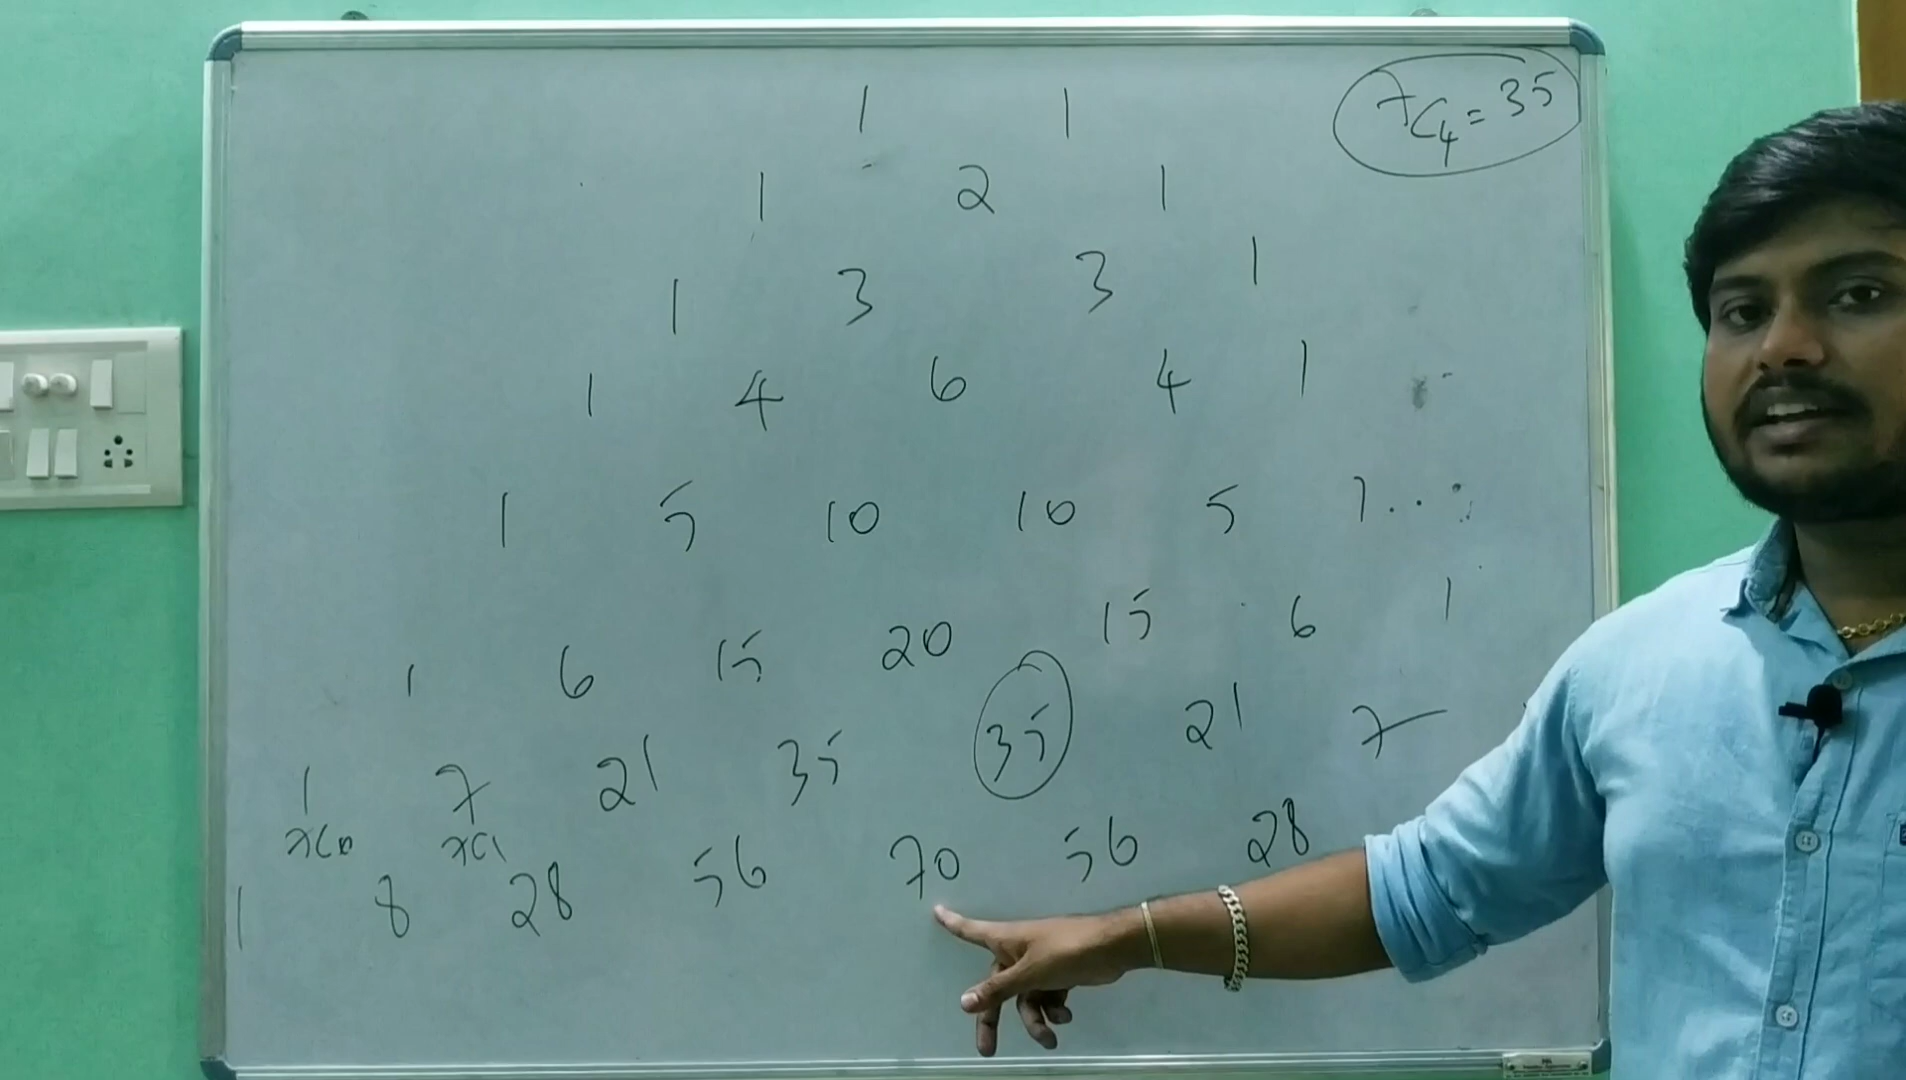 1 1
7C4 = 35
1 2 1
1 3 3 1
1 4 6 4 1
1 5 10 10 5 1
1 6 15 20 15 6 1
1 7 21 35 35 21 7
7C0 7C1
1 8 28 56 70 56 28